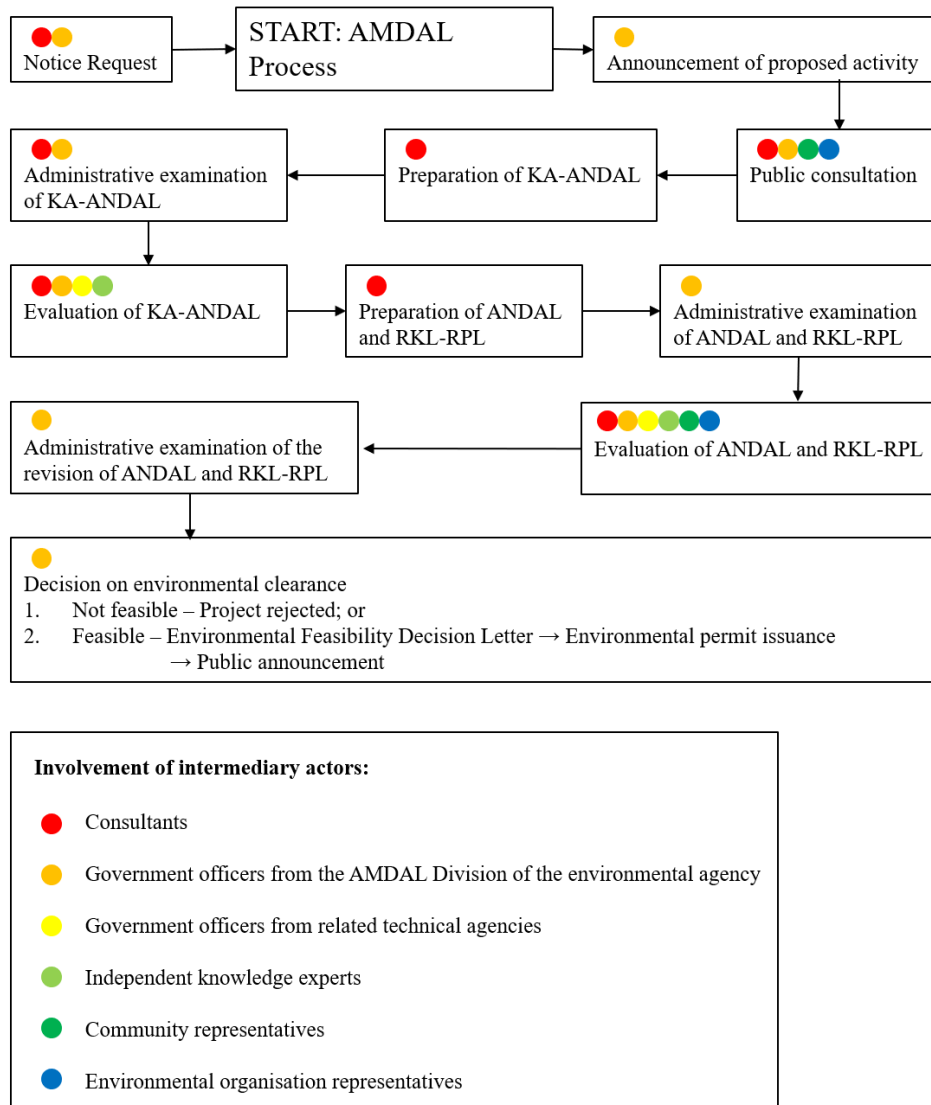 Notice Request
START: AMDAL
Process
Announcement of proposed activity
Administrative examination
of KA-ANDAL
Preparation of KA-ANDAL
Public consultation
Evaluation of KA-ANDAL
Preparation of ANDAL
and RKL-RPL
Administrative examination
of ANDAL and RKL-RPL
Administrative examination of the
revision of ANDAL and RKL-RPL
Evaluation of ANDAL and RKL-RPL
Decision on environmental clearance
1. Not feasible – Project rejected; or
2. Feasible – Environmental Feasibility Decision Letter → Environmental permit issuance
→ Public announcement
Involvement of intermediary actors:
Consultants
Government officers from the AMDAL Division of the environmental agency
Government officers from related technical agencies
Independent knowledge experts
Community representatives
Environmental organisation representatives